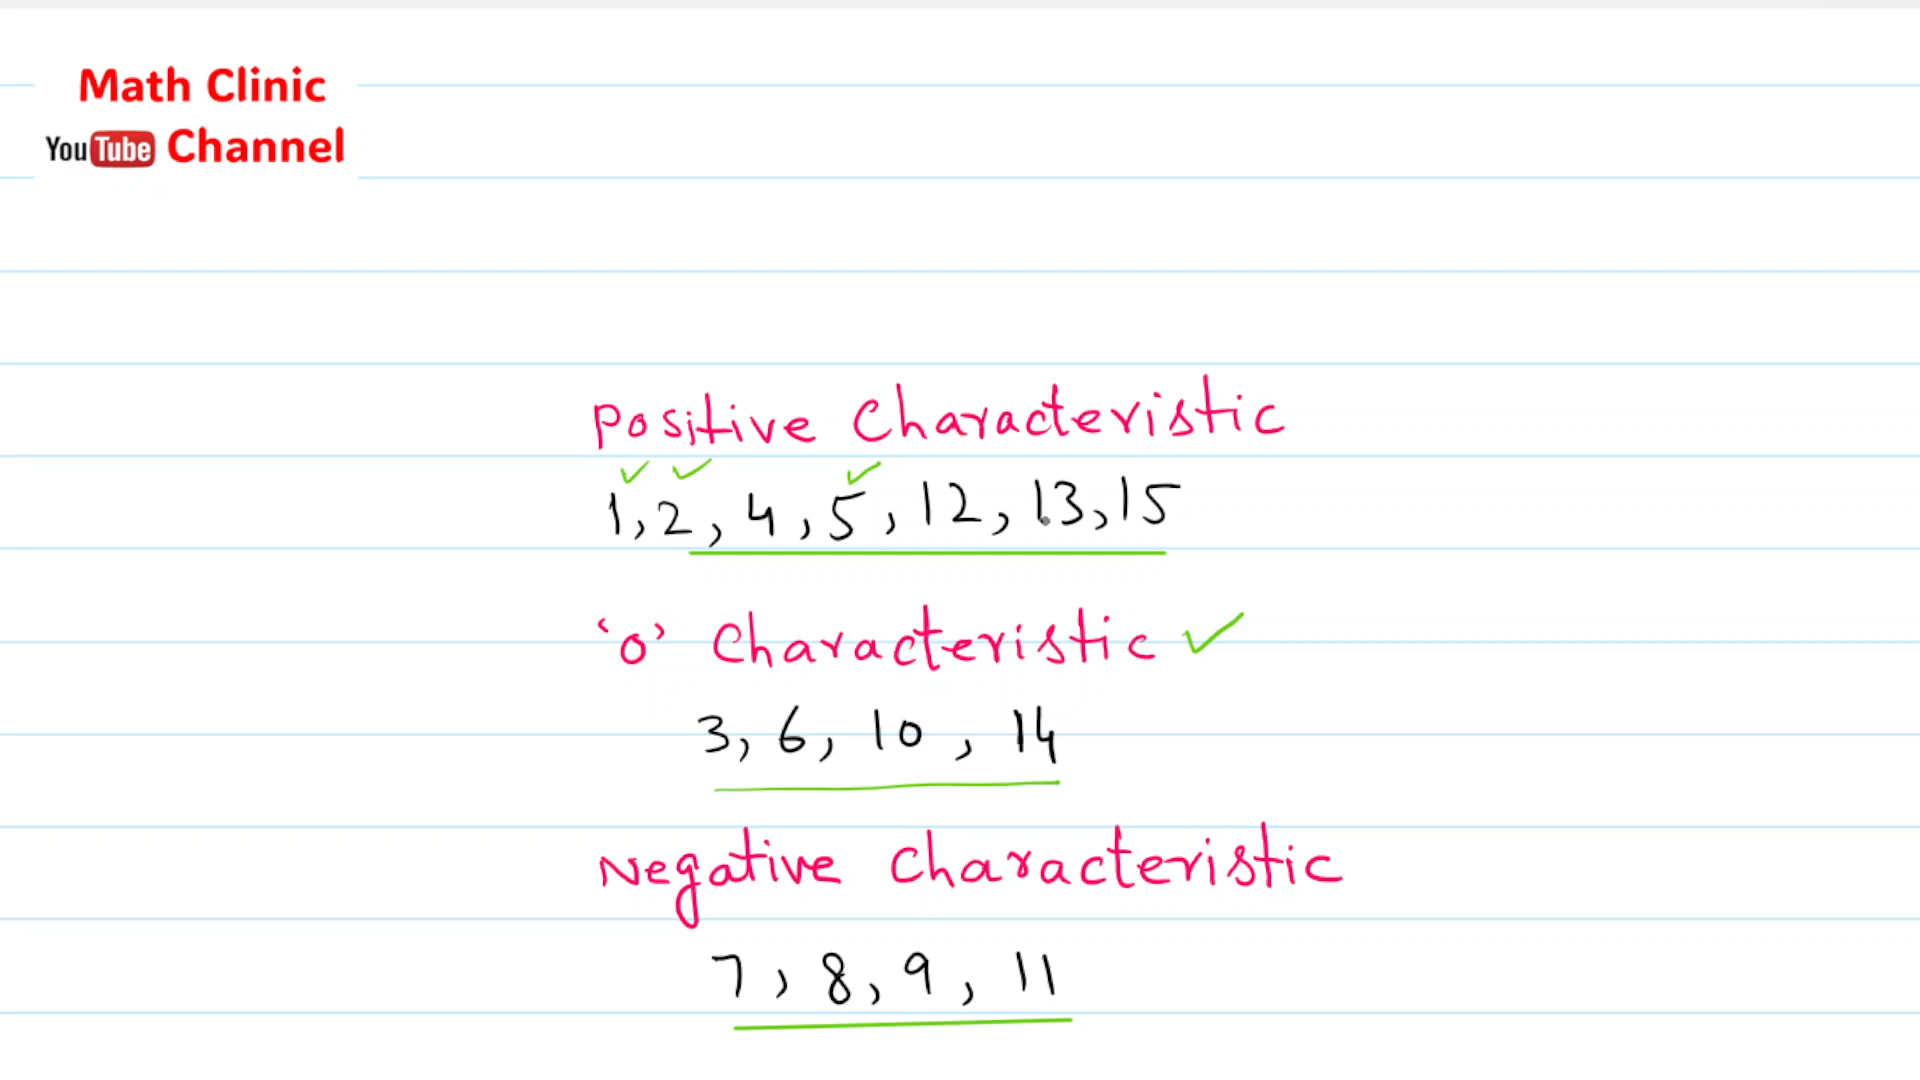 Math Clinic
YouTube Channel
Positive Characteristic
1, 2, 4, 5, 12, 13, 15
'0' Characteristic
3, 6, 10, 14
Negative Characteristic
7, 8, 9, 11